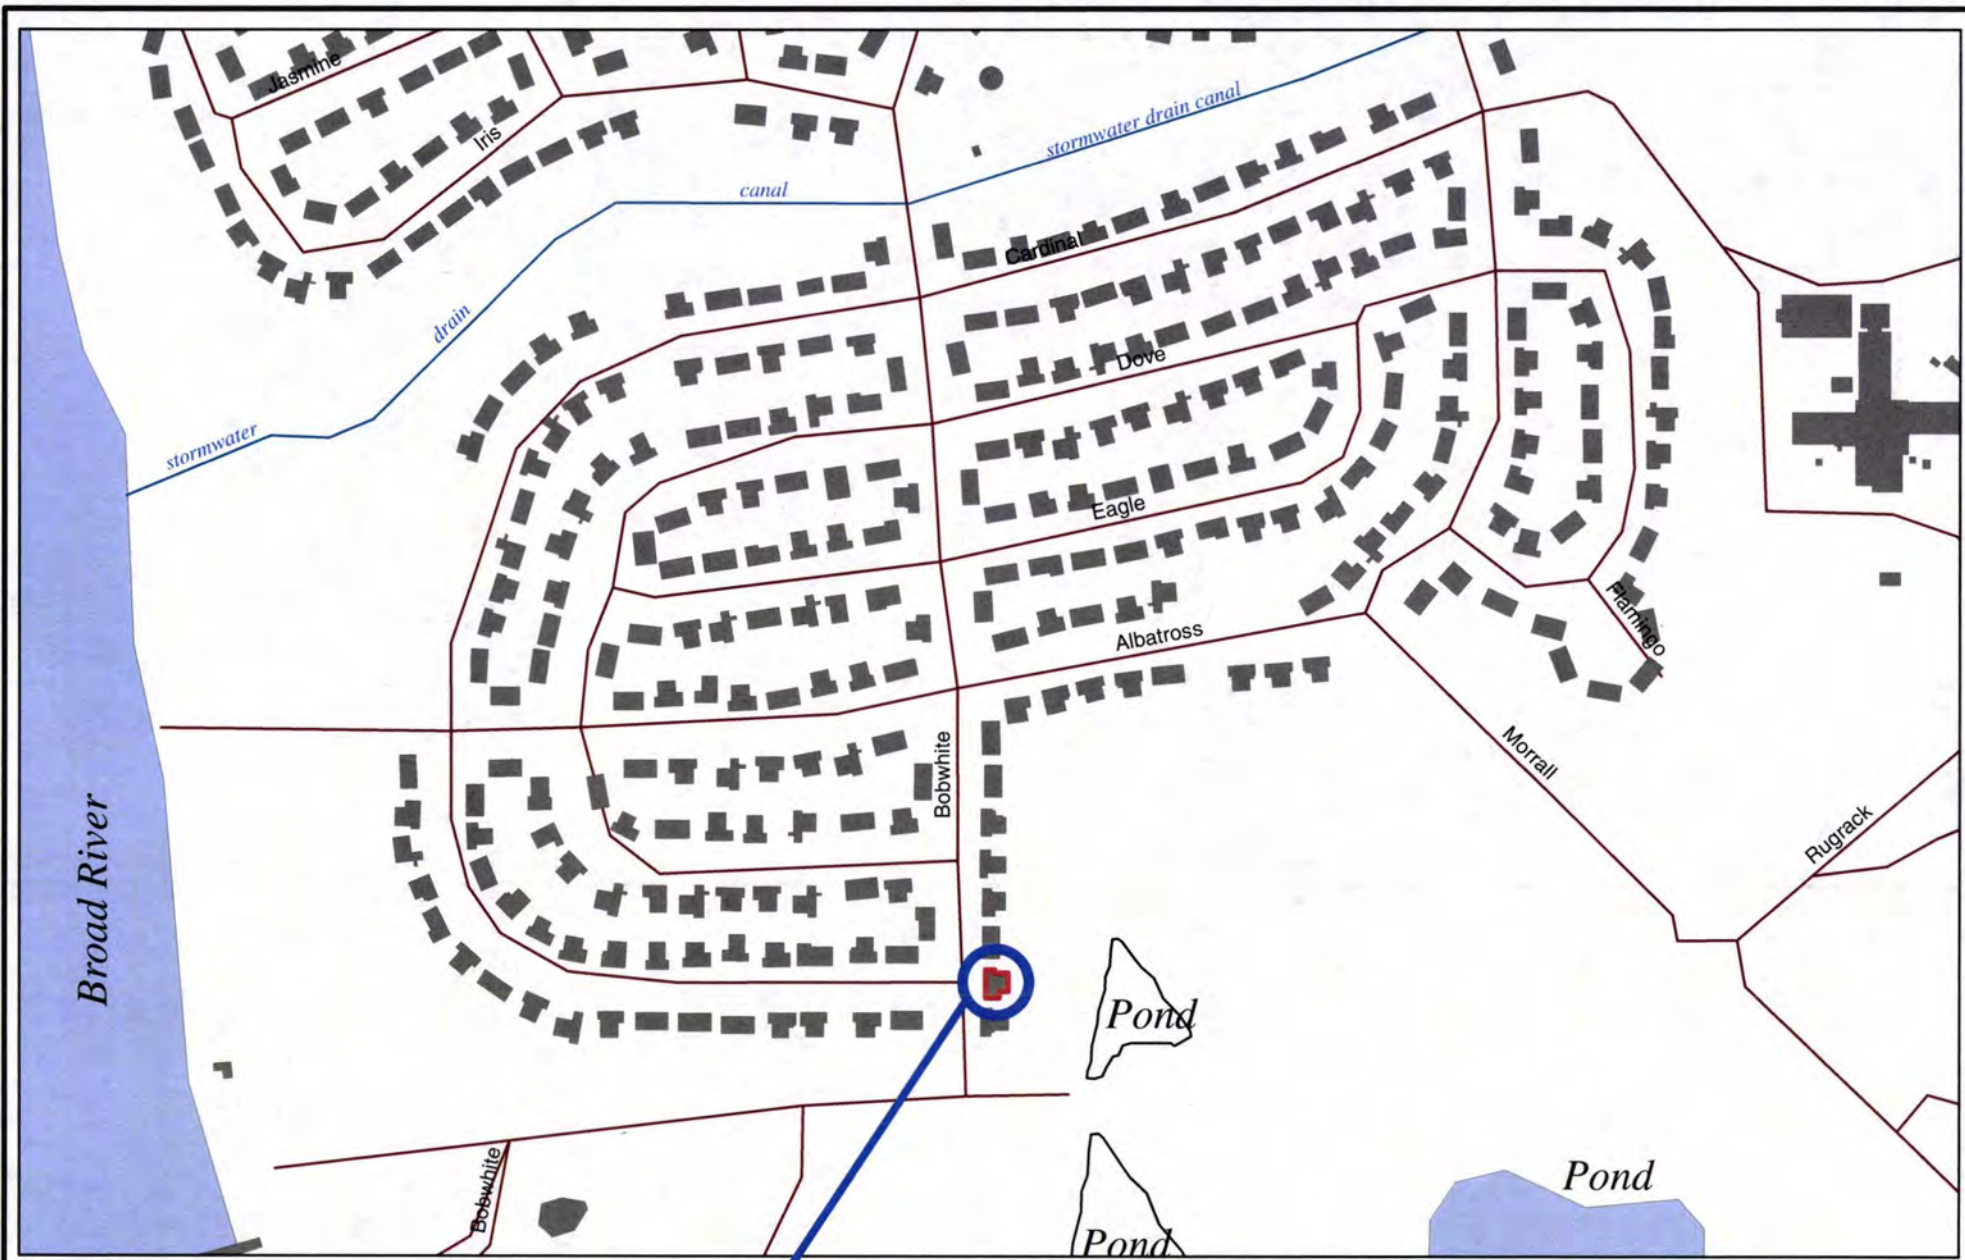 Jasmine
Iris
stormwater drain canal
canal
Cardinal
drain
Dove
stormwater
Eagle
Flamingo
Albatross
Morrall
Bobwhite
Rugrack
Broad River
Pond
Bobwhite
Pond
Pond